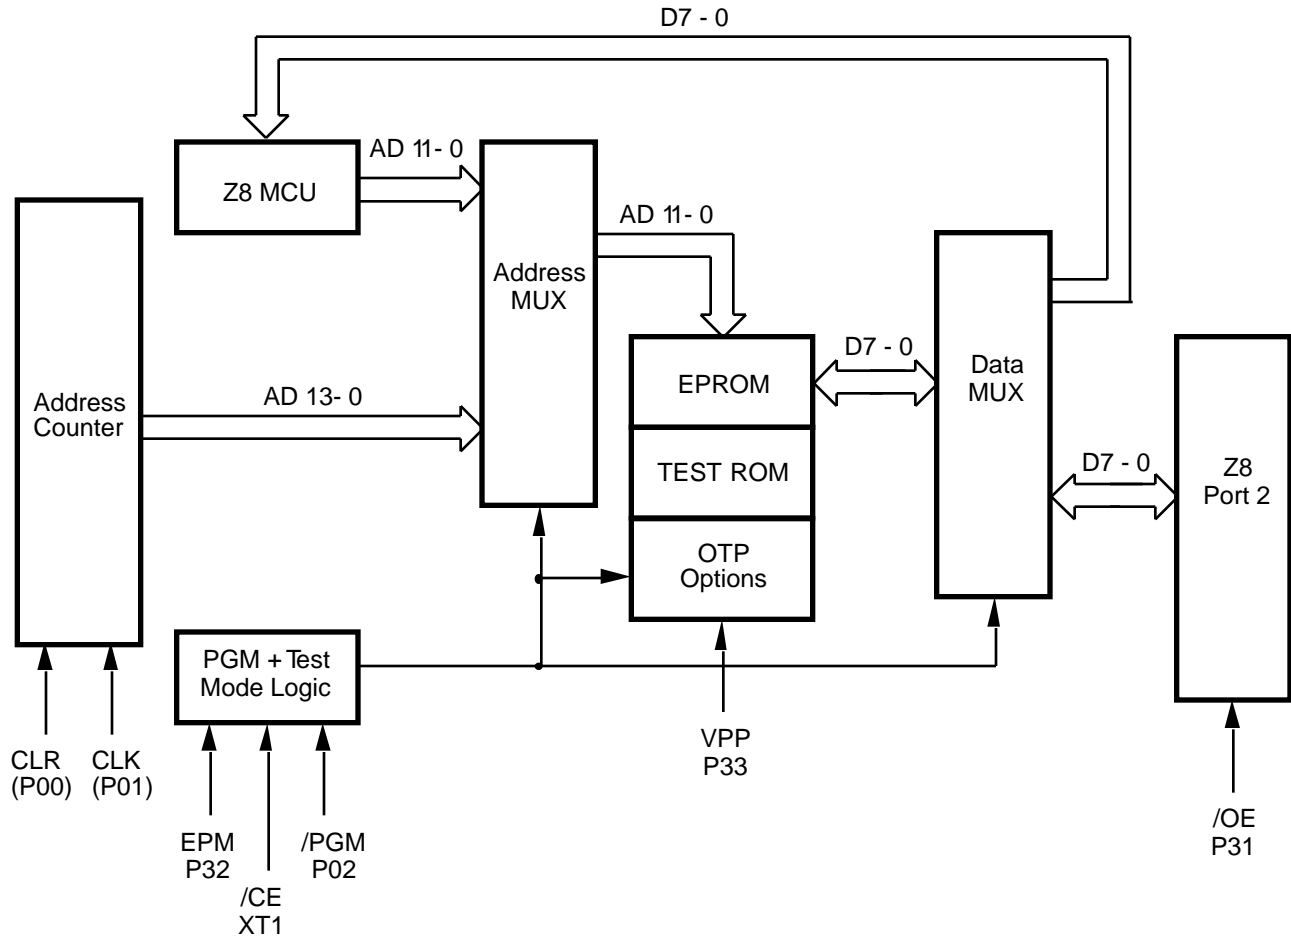 D7 - 0
AD 11- 0
Z8 MCU
AD 11- 0
Address
MUX
D7 - 0
Data
MUX
EPROM
AD 13- 0
Address
Counter
TEST ROM
D7 - 0
Z8
Port 2
OTP
Options
PGM + Test
Mode Logic
CLR
(P00)
CLK
(P01)
VPP
P33
EPM
P32
/PGM
P02
/OE
P31
/CE
XT1